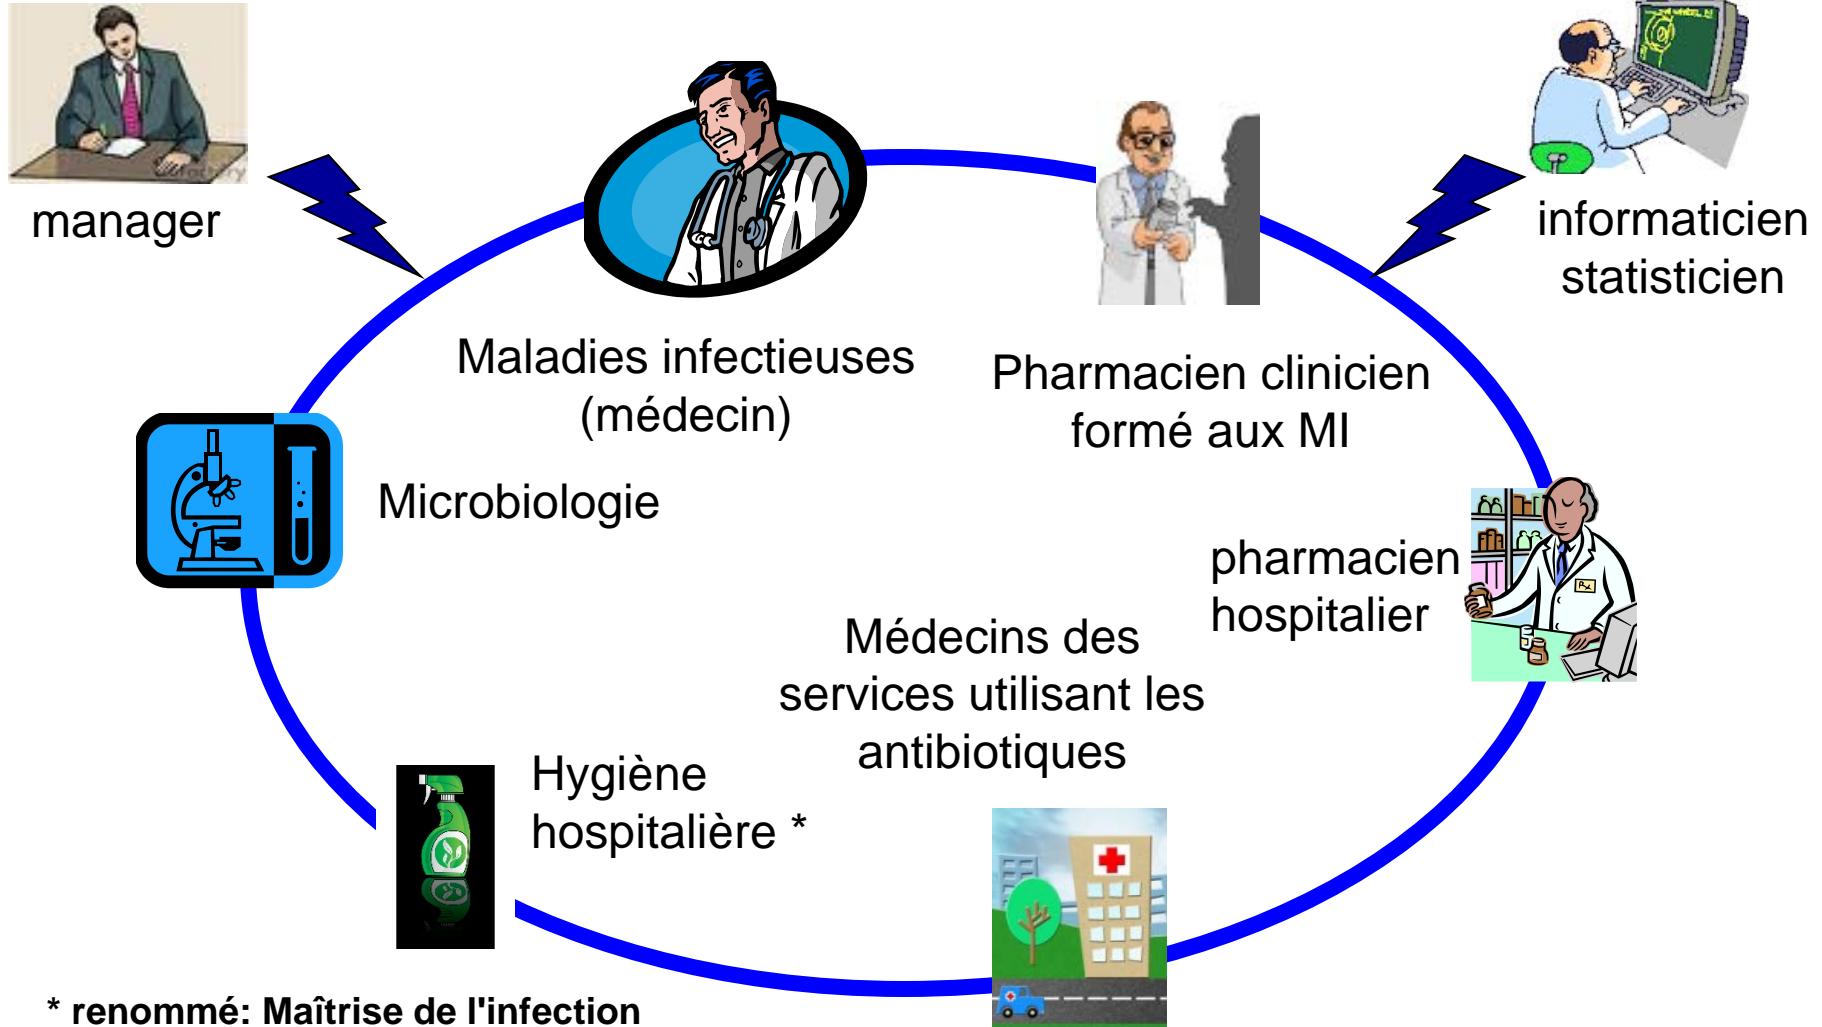 manager
informaticien
statisticien
Maladies infectieuses
(médecin)
Pharmacien clinicien
formé aux MI
Microbiologie
pharmacien
hospitalier
Médecins des
services utilisant les
antibiotiques
Hygiène
hospitalière *
* renommé: Maîtrise de l'infection